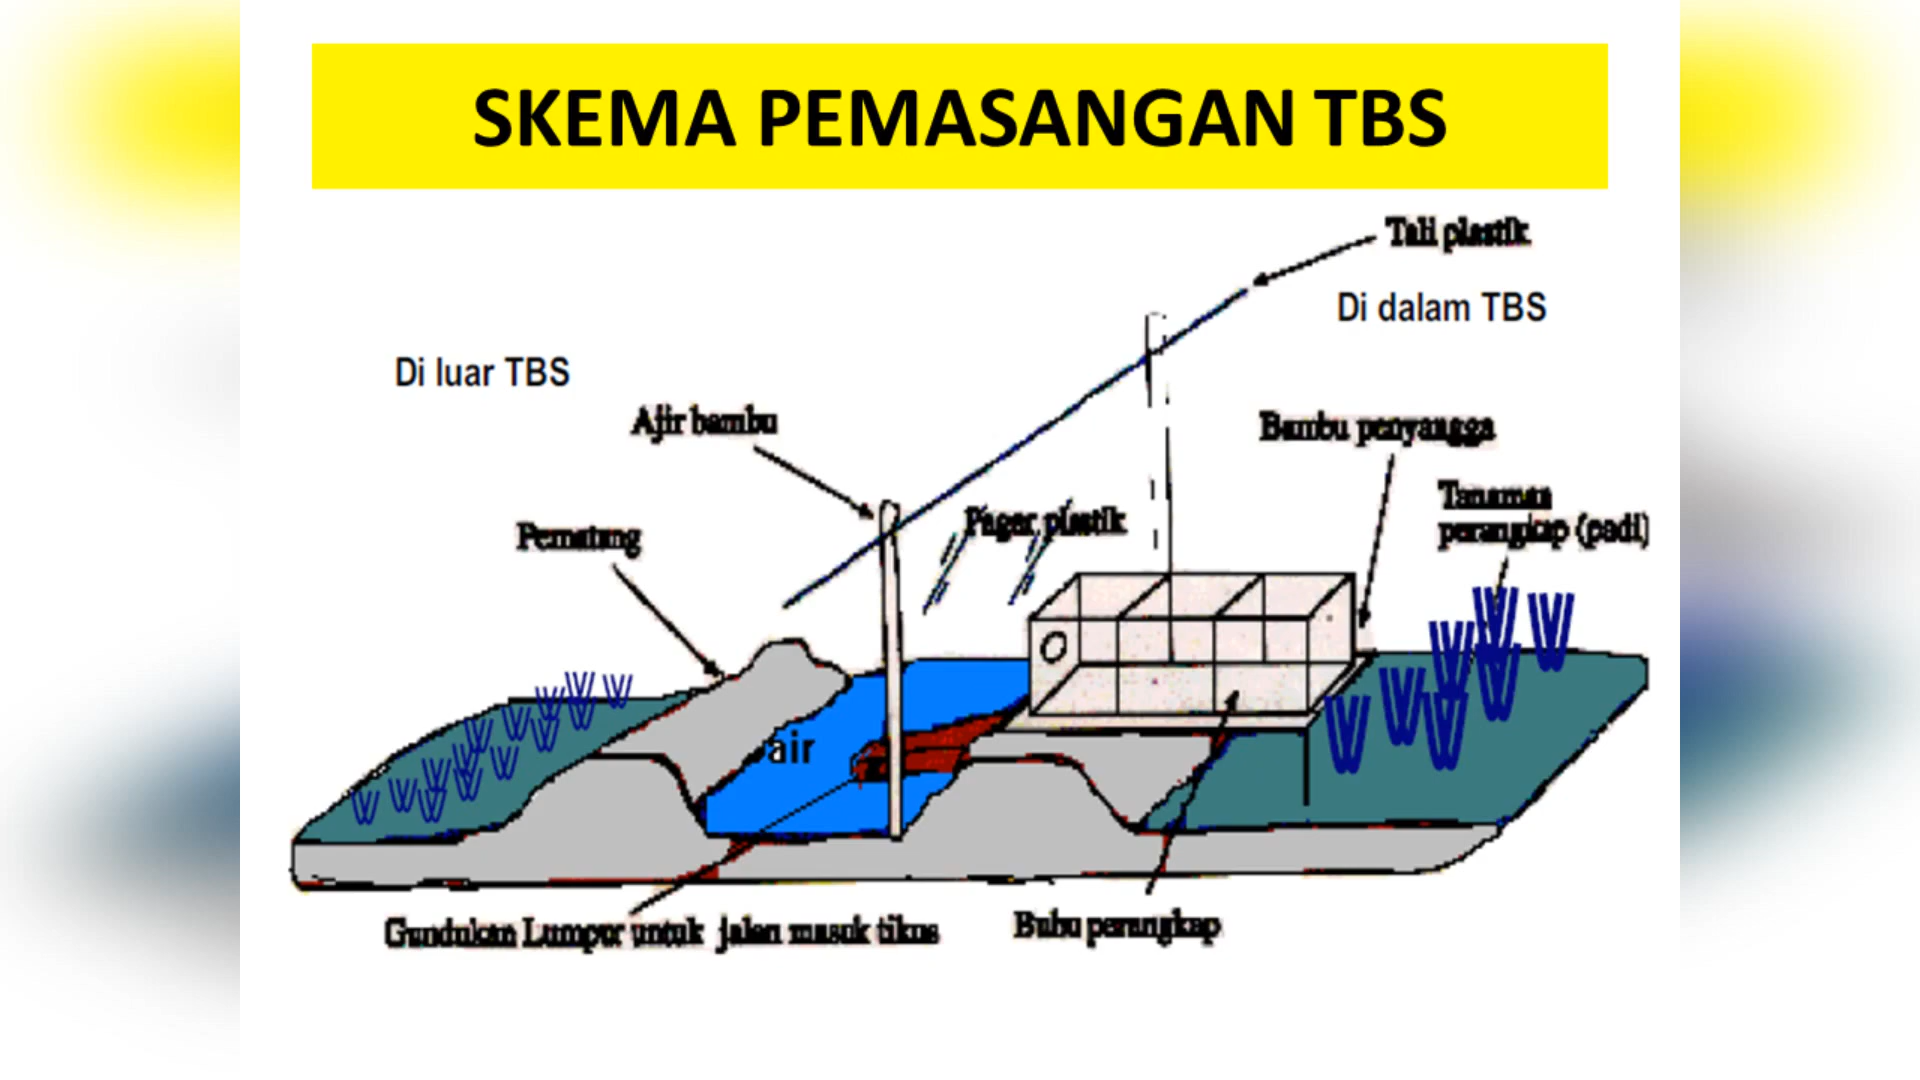 SKEMA PEMASANGAN TBS
Tali plastik
Di dalam TBS
Di luar TBS
Ajir bambu
Bambu penyangga
Tanaman
perangkap (padi)
Pagar plastik
Pematang
air
Gundukan Lumpur untuk jalan masuk tikus
Bubu perangkap